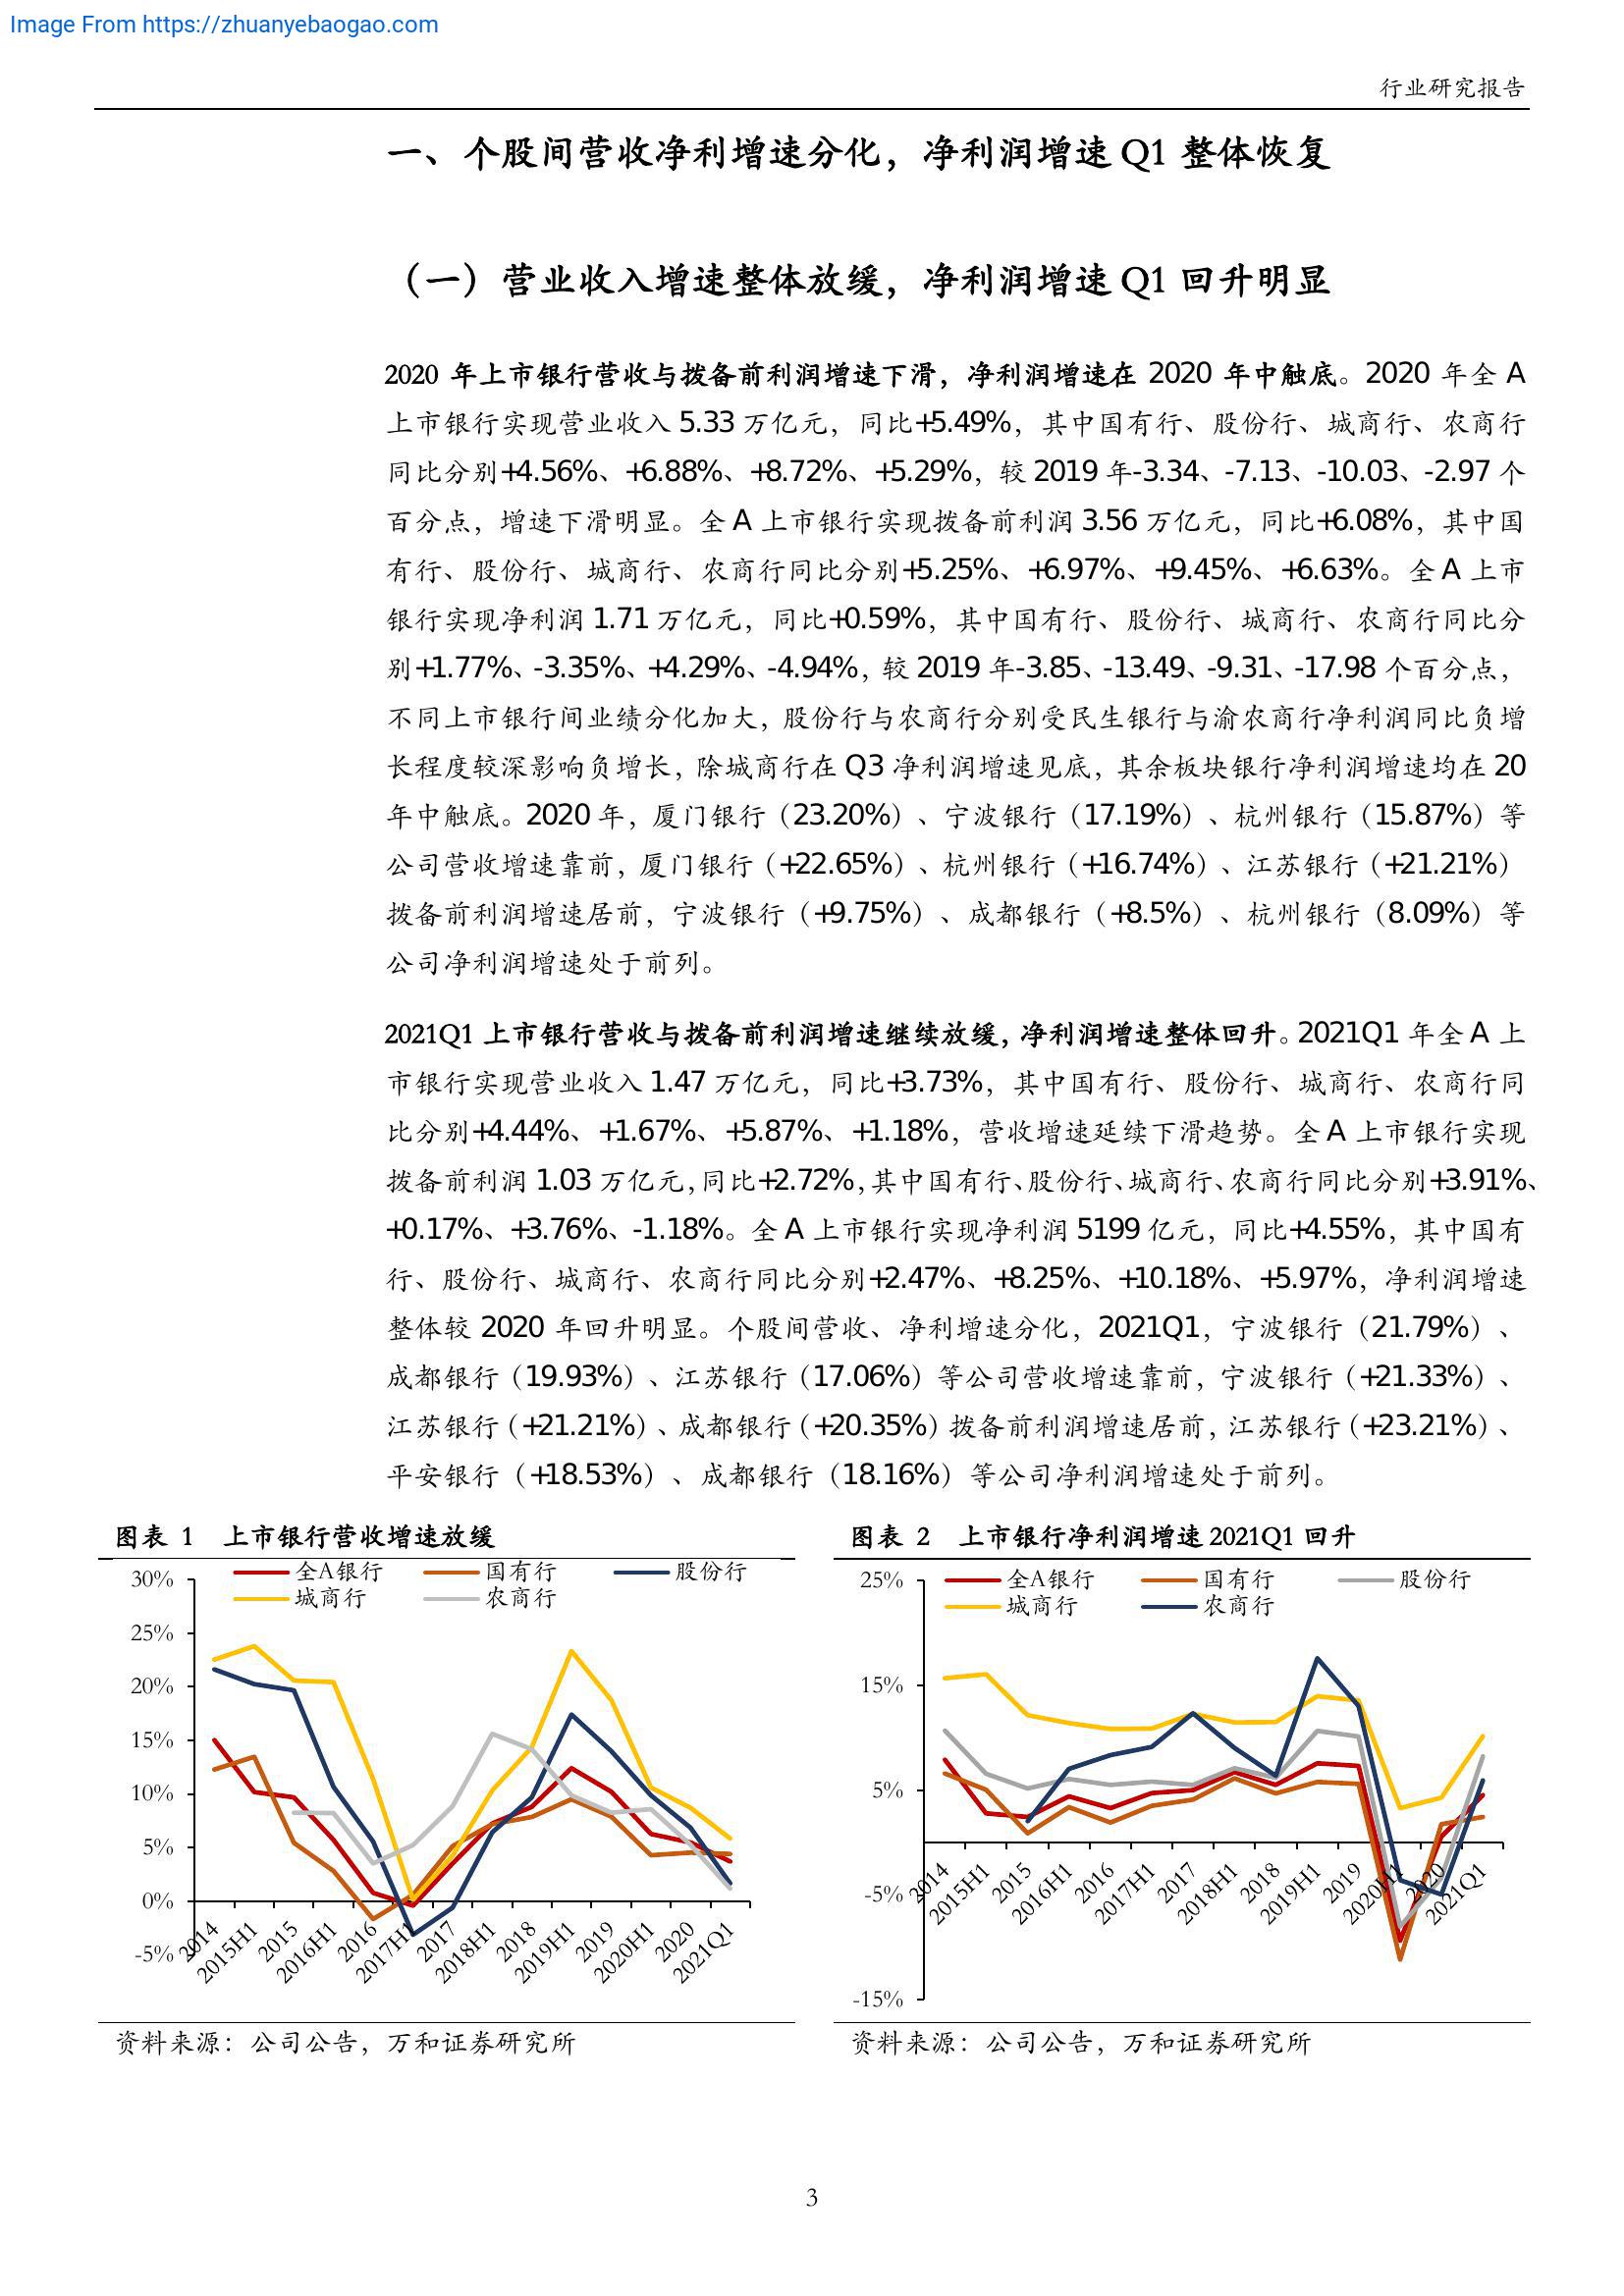 Image From https://zhuanyebaogao.com
行业研究报告
一、个股间营收净利增速分化，净利润增速 Q1 整体恢复
（一）营业收入增速整体放缓，净利润增速 Q1 回升明显
2020 年上市银行营收与拨备前利润增速下滑，净利润增速在 2020 年中触底。2020 年全 A
上市银行实现营业收入 5.33 万亿元，同比+5.49%，其中国有行、股份行、城商行、农商行
同比分别+4.56%、+6.88%、+8.72%、+5.29%，较 2019 年-3.34、-7.13、-10.03、-2.97 个
百分点，增速下滑明显。全 A 上市银行实现拨备前利润 3.56 万亿元，同比+6.08%，其中国
有行、股份行、城商行、农商行同比分别+5.25%、+6.97%、+9.45%、+6.63%。全 A 上市
银行实现净利润 1.71 万亿元，同比+0.59%，其中国有行、股份行、城商行、农商行同比分
别+1.77%、-3.35%、+4.29%、-4.94%，较 2019 年-3.85、-13.49、-9.31、-17.98 个百分点，
不同上市银行间业绩分化加大，股份行与农商行分别受民生银行与渝农商行净利润同比负增
长程度较深影响负增长，除城商行在 Q3 净利润增速见底，其余板块银行净利润增速均在 20
年中触底。2020 年，厦门银行（23.20%）、宁波银行（17.19%）、杭州银行（15.87%）等
公司营收增速靠前，厦门银行（+22.65%）、杭州银行（+16.74%）、江苏银行（+21.21%）
拨备前利润增速居前，宁波银行（+9.75%）、成都银行（+8.5%）、杭州银行（8.09%）等
公司净利润增速处于前列。
2021Q1 上市银行营收与拨备前利润增速继续放缓，净利润增速整体回升。2021Q1 年全 A 上
市银行实现营业收入 1.47 万亿元，同比+3.73%，其中国有行、股份行、城商行、农商行同
比分别+4.44%、+1.67%、+5.87%、+1.18%，营收增速延续下滑趋势。全 A 上市银行实现
拨备前利润 1.03 万亿元，同比+2.72%，其中国有行、股份行、城商行、农商行同比分别+3.91%、
+0.17%、+3.76%、-1.18%。全 A 上市银行实现净利润 5199 亿元，同比+4.55%，其中国有
行、股份行、城商行、农商行同比分别+2.47%、+8.25%、+10.18%、+5.97%，净利润增速
整体较 2020 年回升明显。个股间营收、净利增速分化，2021Q1，宁波银行（21.79%）、
成都银行（19.93%）、江苏银行（17.06%）等公司营收增速靠前，宁波银行（+21.33%）、
江苏银行（+21.21%）、成都银行（+20.35%）拨备前利润增速居前，江苏银行（+23.21%）、
平安银行（+18.53%）、成都银行（18.16%）等公司净利润增速处于前列。
图表 1 上市银行营收增速放缓
全A银行 国有行 股份行
城商行 农商行
30%
25%
20%
15%
10%
5%
0%
-5%
2014 2015H1 2015 2016H1 2016 2017H1 2017 2018H1 2018 2019H1 2019 2020H1 2020 2021Q1
资料来源：公司公告，万和证券研究所
图表 2 上市银行净利润增速 2021Q1 回升
全A银行 国有行 股份行
城商行 农商行
25%
15%
5%
-5%
-15%
2014 2015H1 2015 2016H1 2016 2017H1 2017 2018H1 2018 2019H1 2019 2020H1 2020 2021Q1
资料来源：公司公告，万和证券研究所
3